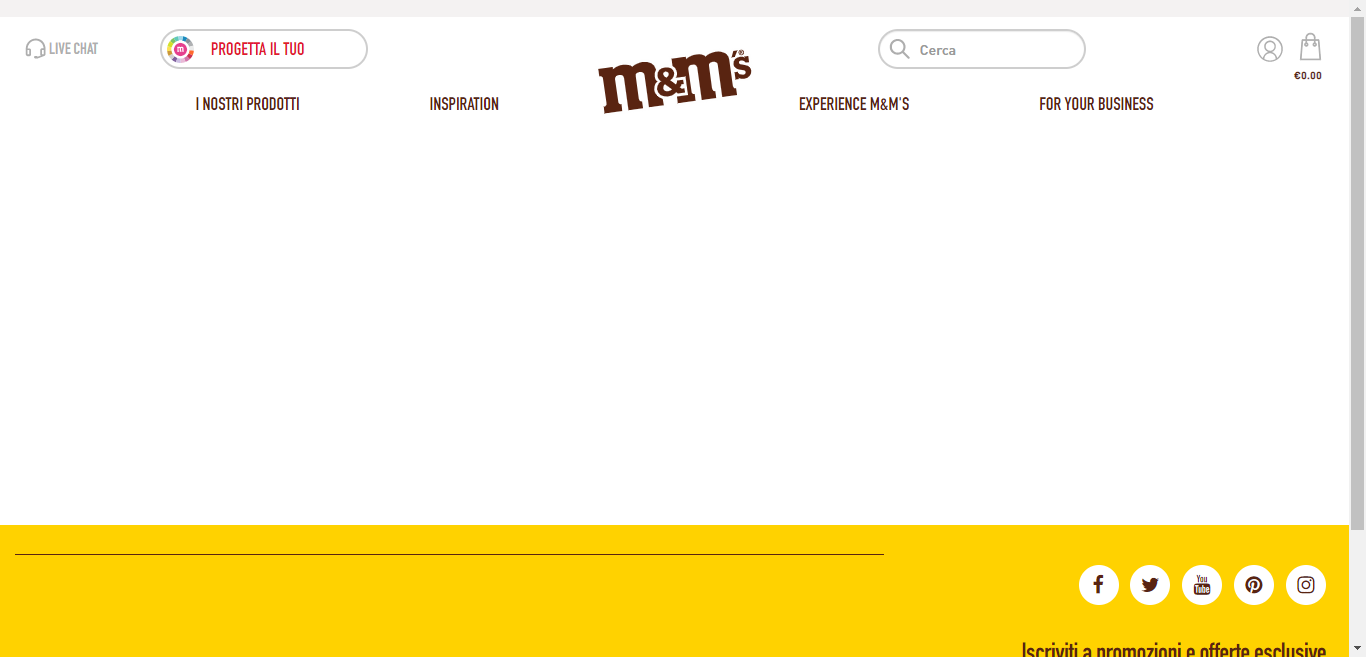 LIVE CHAT
m
PROGETTA IL TUO
m&m's®
Cerca
€0.00
I NOSTRI PRODOTTI
INSPIRATION
EXPERIENCE M&M'S
FOR YOUR BUSINESS
You
Tube
Iscriviti a promozioni e offerte esclusive